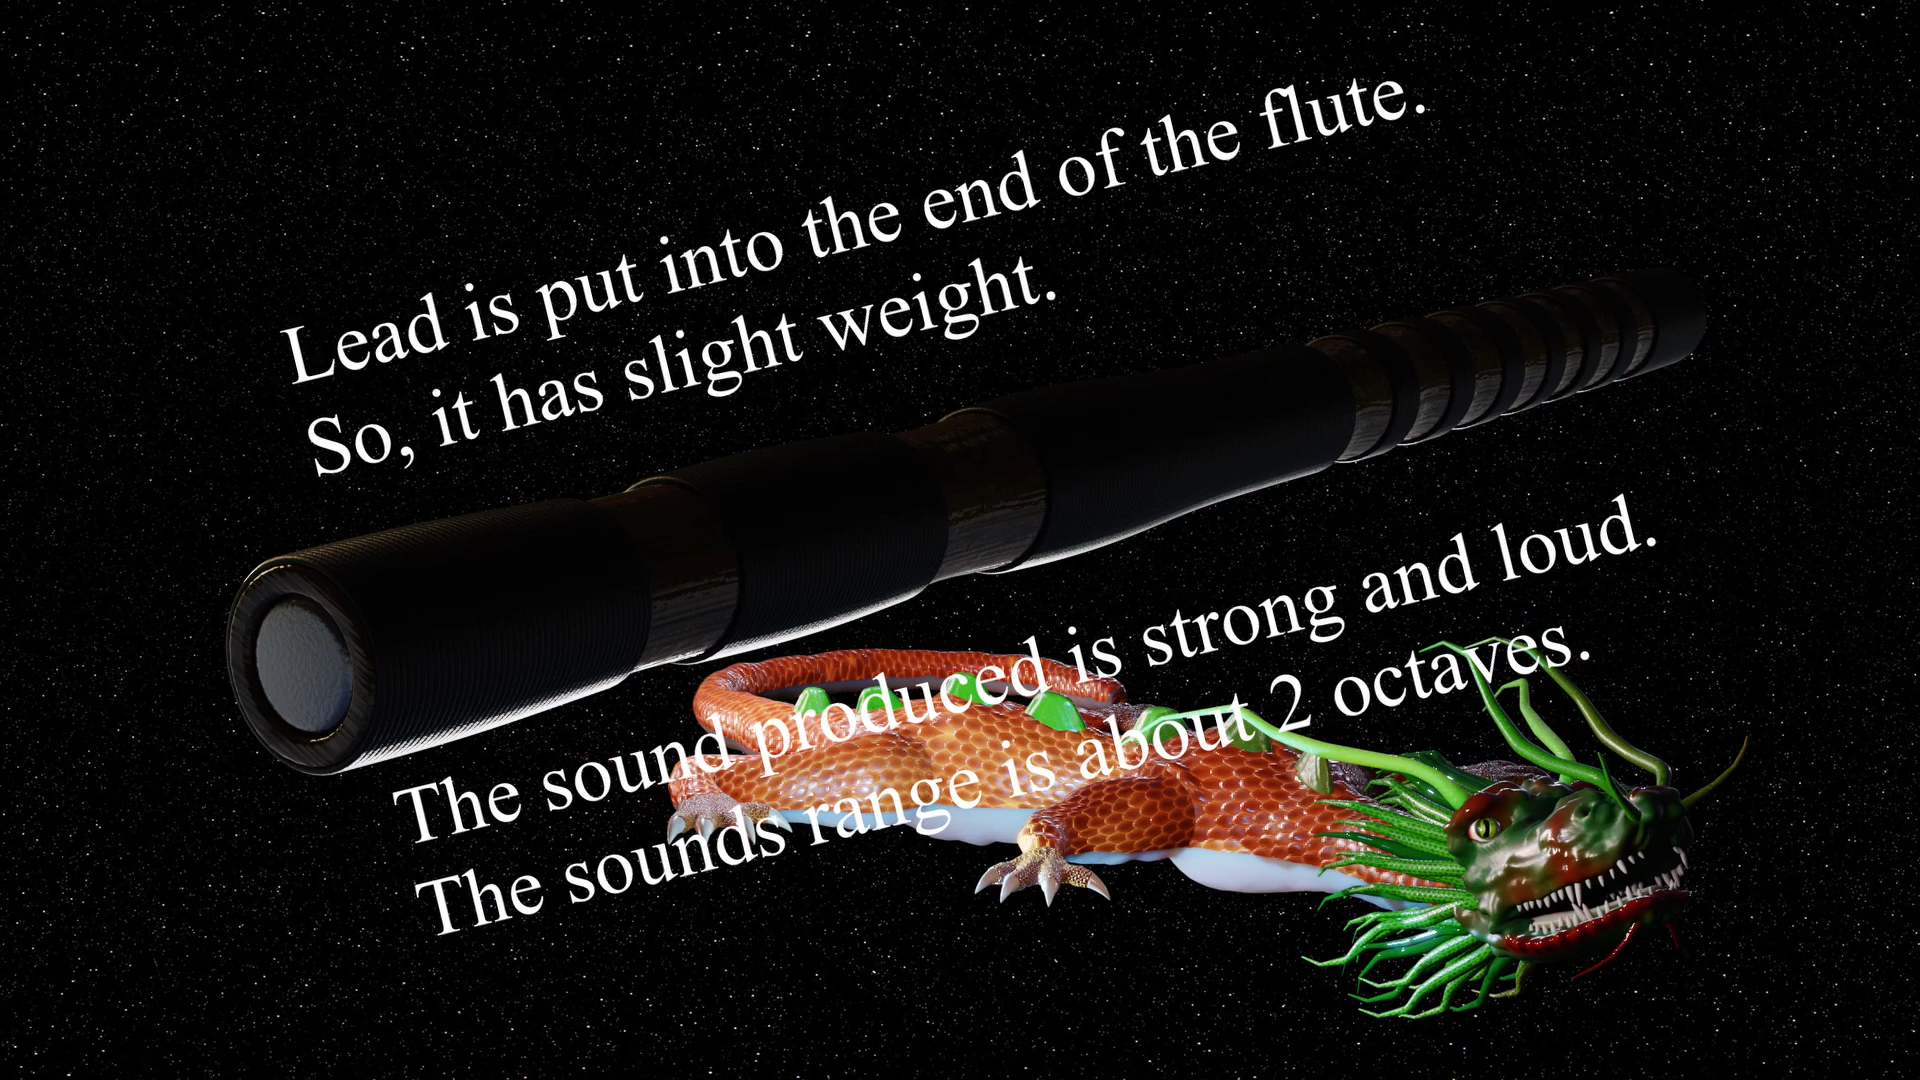 Lead is put into the end of the flute.
So, it has slight weight.
The sound produced is strong and loud.
The sounds range is about 2 octaves.